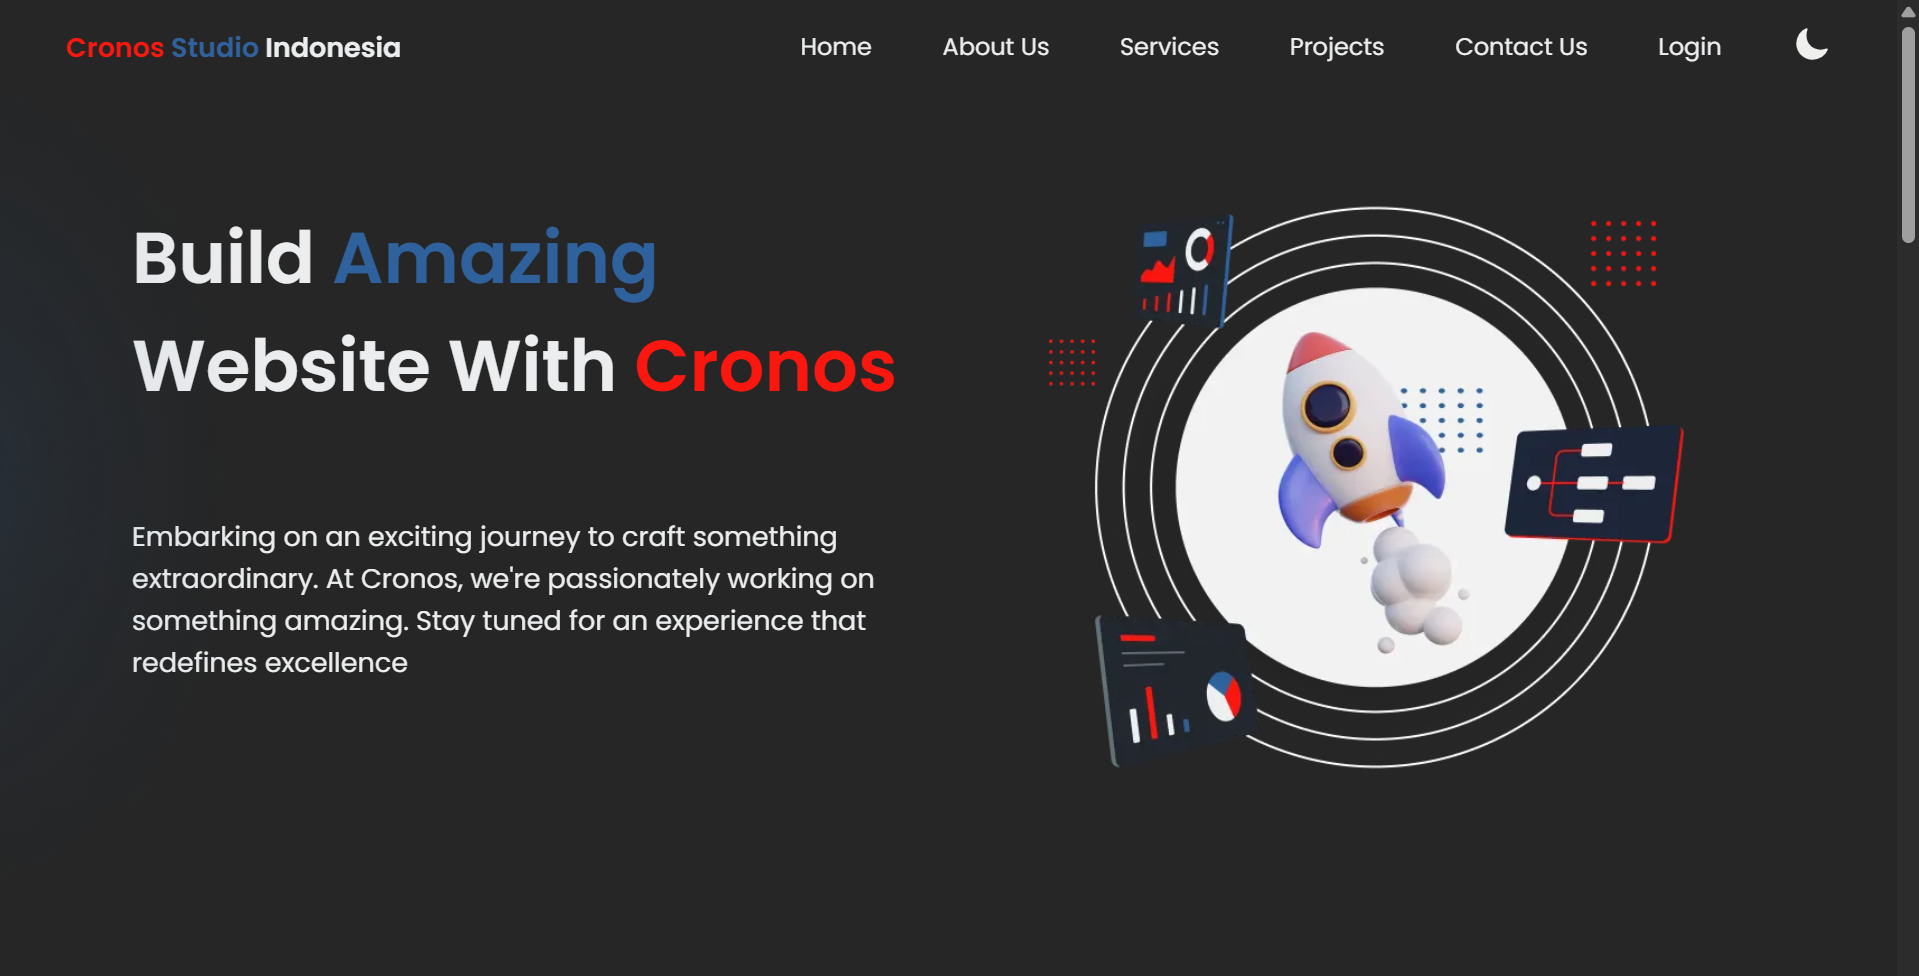 Cronos Studio Indonesia
Home
About Us
Services
Projects
Contact Us
Login
Build Amazing
Website With Cronos
Embarking on an exciting journey to craft something
extraordinary. At Cronos, we're passionately working on
something amazing. Stay tuned for an experience that
redefines excellence